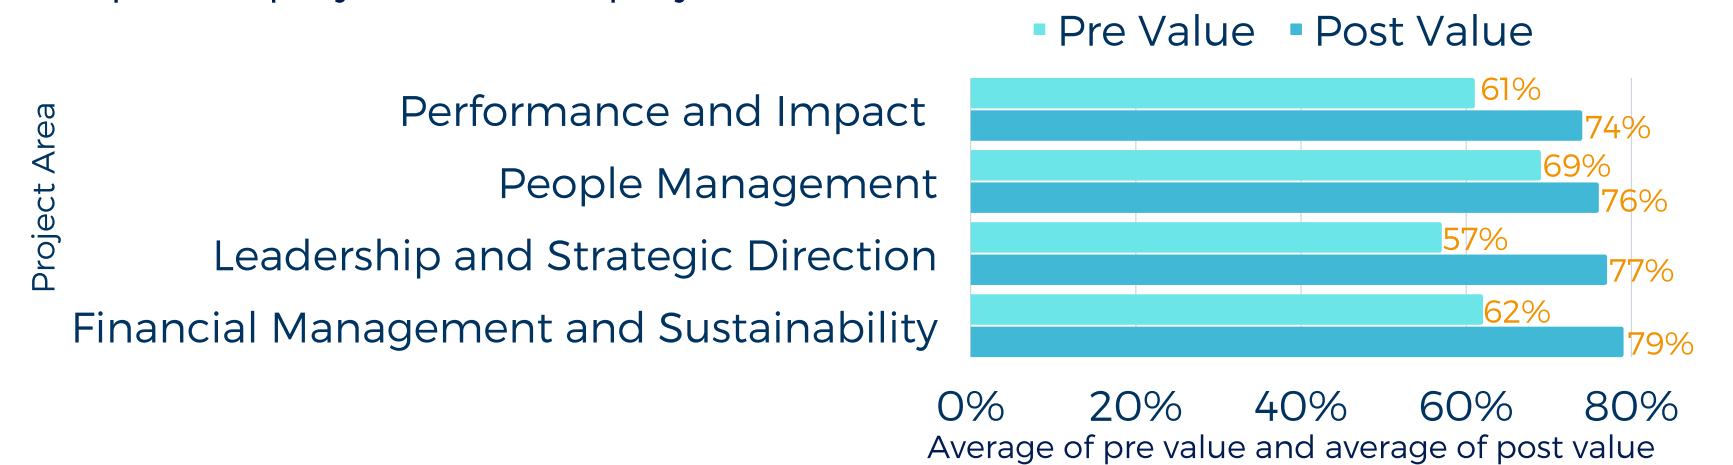 Pre Value Post Value
Project Area
Performance and Impact 61% 74%
People Management 69% 76%
Leadership and Strategic Direction 57% 77%
Financial Management and Sustainability 62% 79%
0% 20% 40% 60% 80%
Average of pre value and average of post value